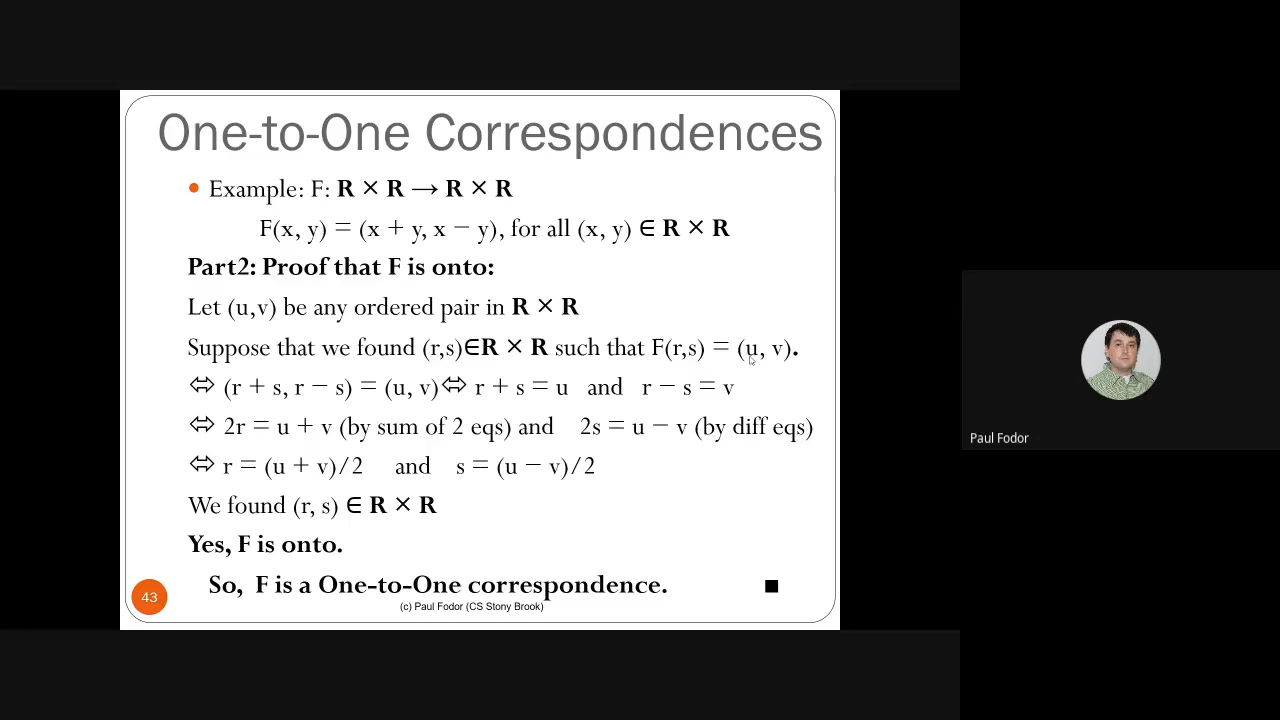 One-to-One Correspondences
• Example: F: R × R → R × R
F(x, y) = (x + y, x − y), for all (x, y) ∈ R × R
Part2: Proof that F is onto:
Let (u,v) be any ordered pair in R × R
Suppose that we found (r,s)∈R × R such that F(r,s) = (u, v).
⇔ (r + s, r − s) = (u, v)⇔ r + s = u and r − s = v
⇔ 2r = u + v (by sum of 2 eqs) and 2s = u − v (by diff eqs)
⇔ r = (u + v)/2 and s = (u − v)/2
We found (r, s) ∈ R × R
Yes, F is onto.
So, F is a One-to-One correspondence. ■
43
(c) Paul Fodor (CS Stony Brook)
Paul Fodor